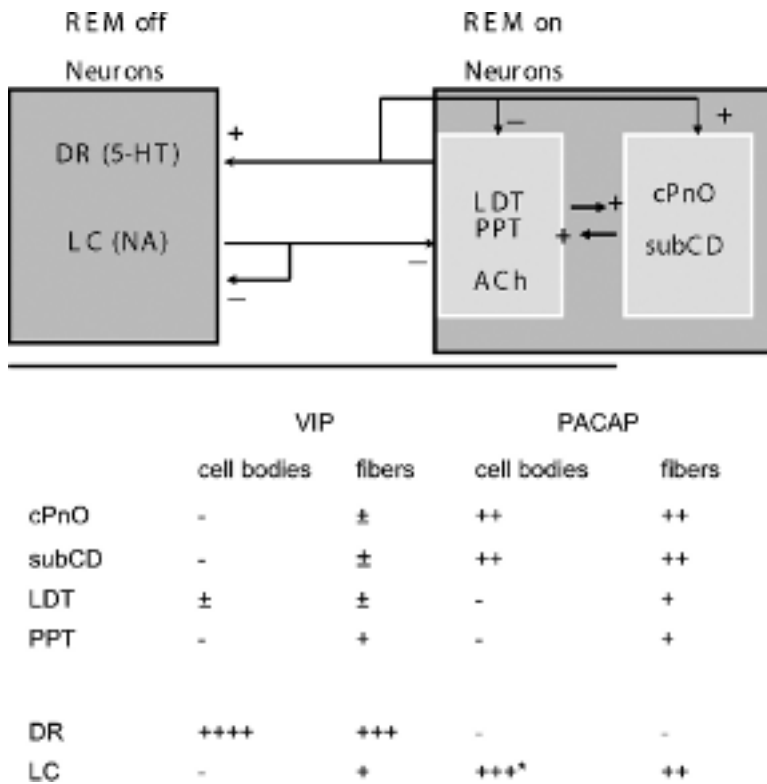 REM off REM on
Neurons Neurons
+ − +
DR (5-HT)
LDT + cPnO
PPT
LC (NA) − + subCD
− ACh
VIP PACAP
cell bodies fibers cell bodies fibers
cPnO - ± ++ ++
subCD - ± ++ ++
LDT ± ± - +
PPT - + - +
DR ++++ +++ - -
LC - + +++* ++